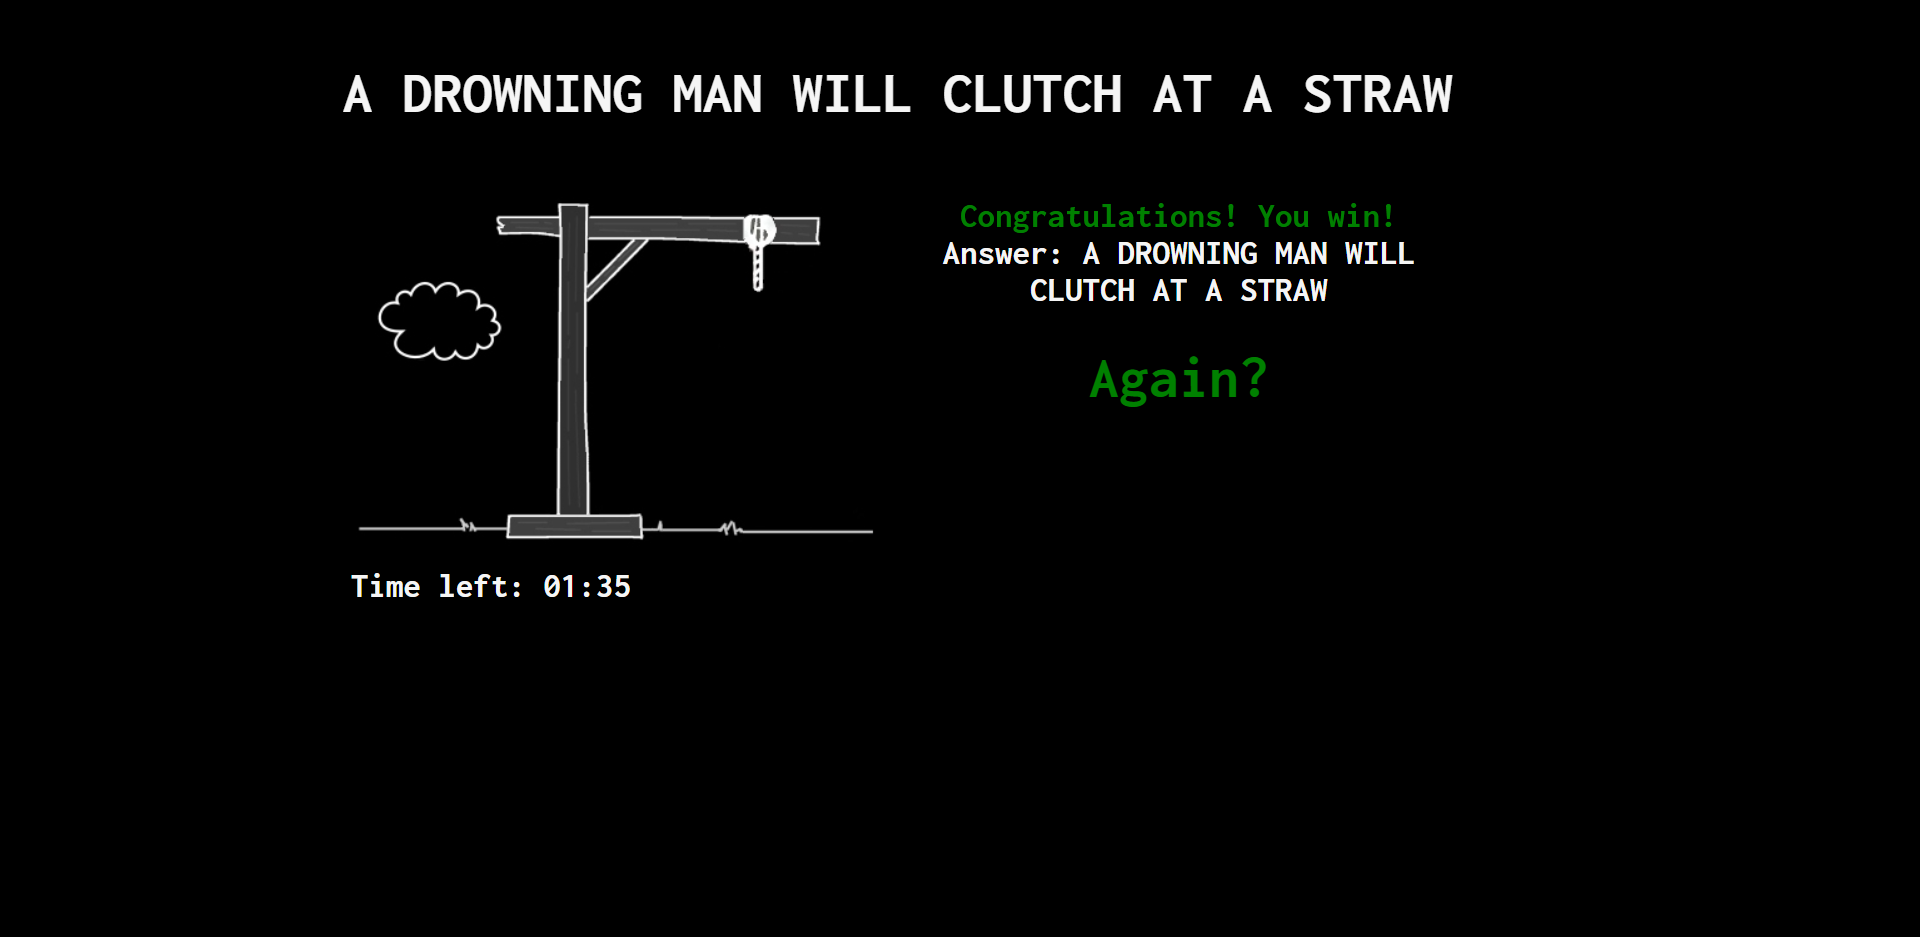 A DROWNING MAN WILL CLUTCH AT A STRAW
Congratulations! You win!
Answer: A DROWNING MAN WILL
CLUTCH AT A STRAW
Again?
Time left: 01:35